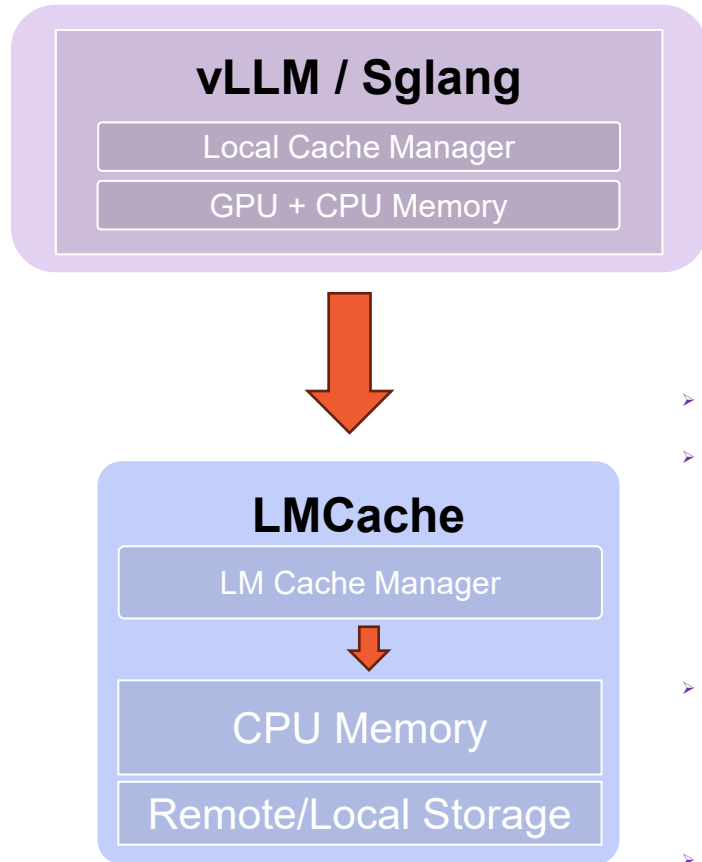 vLLM / Sglang
Local Cache Manager
GPU + CPU Memory
LMCache
LM Cache Manager
CPU Memory
Remote/Local Storage